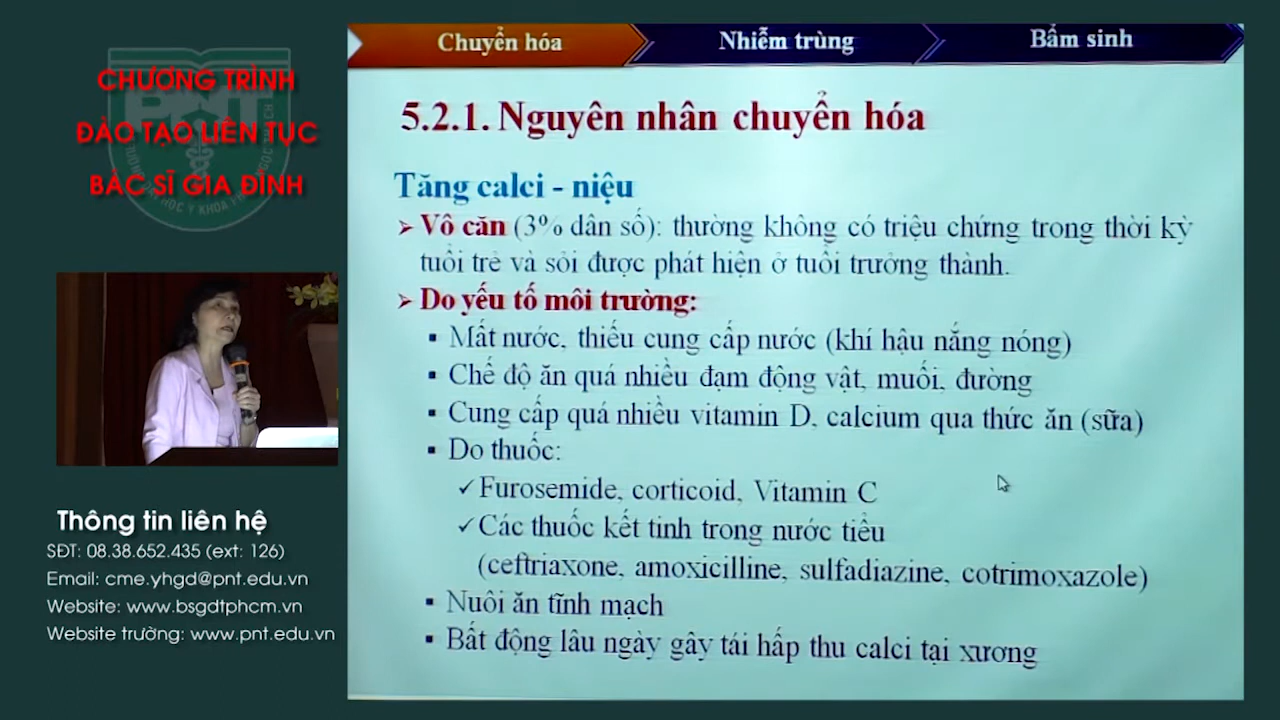 CHƯƠNG TRÌNH
ĐÀO TẠO LIÊN TỤC
BÁC SĨ GIA ĐÌNH
PNT
Chuyển hóa
Nhiễm trùng
Bẩm sinh
5.2.1. Nguyên nhân chuyển hóa
Tăng calci - niệu
➢ Vô căn (3% dân số): thường không có triệu chứng trong thời kỳ
tuổi trẻ và sỏi được phát hiện ở tuổi trưởng thành.
➢ Do yếu tố môi trường:
▪ Mất nước, thiếu cung cấp nước (khí hậu nắng nóng)
▪ Chế độ ăn quá nhiều đạm động vật, muối, đường
▪ Cung cấp quá nhiều vitamin D, calcium qua thức ăn (sữa)
▪ Do thuốc:
✓ Furosemide, corticoid, Vitamin C
✓ Các thuốc kết tinh trong nước tiểu
(ceftriaxone, amoxicilline, sulfadiazine, cotrimoxazole)
▪ Nuôi ăn tĩnh mạch
▪ Bất động lâu ngày gây tái hấp thu calci tại xương
Thông tin liên hệ
SĐT: 08.38.652.435 (ext: 126)
Email: cme.yhgd@pnt.edu.vn
Website: www.bsgdtphcm.vn
Website trường: www.pnt.edu.vn